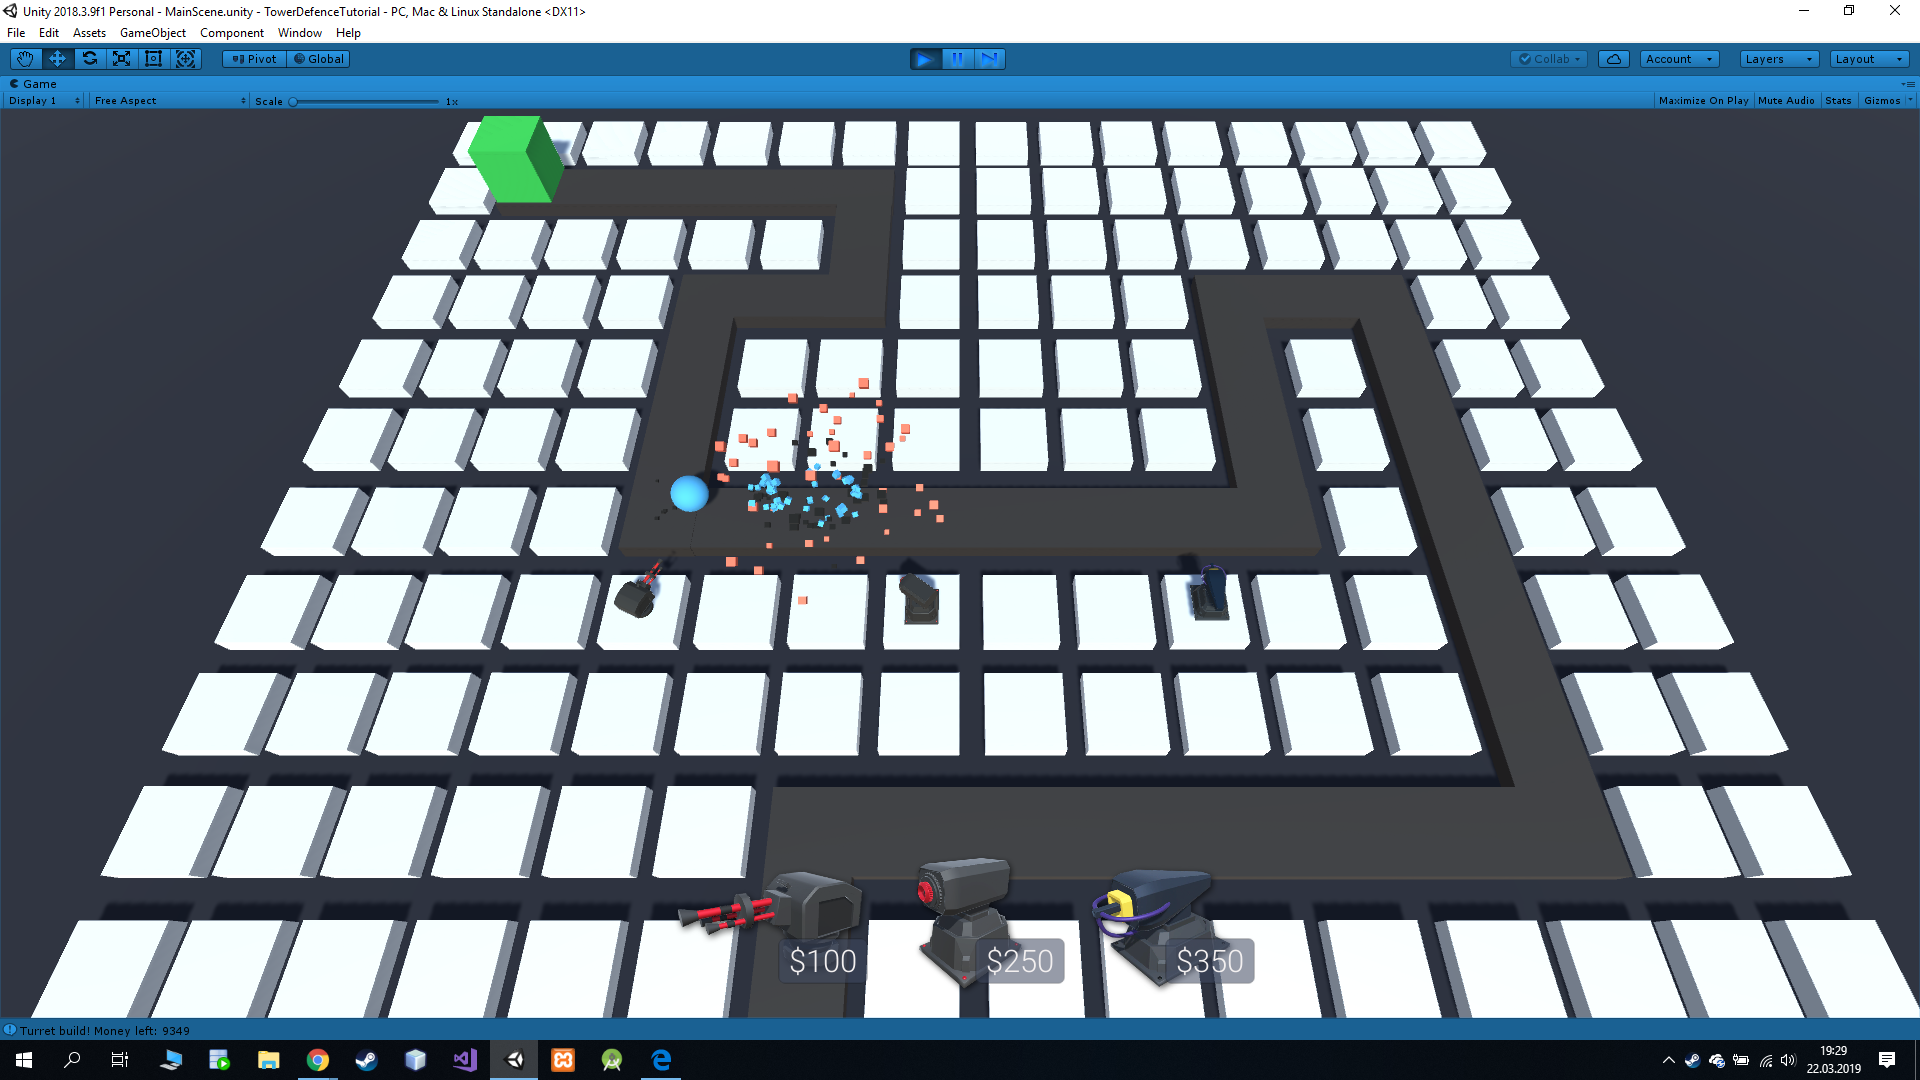 Unity 2018.3.9f1 Personal - MainScene.unity - TowerDefenceTutorial - PC, Mac & Linux Standalone <DX11>
File Edit Assets GameObject Component Window Help
Pivot Global Collab Account Layers Layout
Game
Display 1 Free Aspect Scale 1x Maximize On Play Mute Audio Stats Gizmos
$100 $250 $350
Turret build! Money left: 9349
19:29
22.03.2019